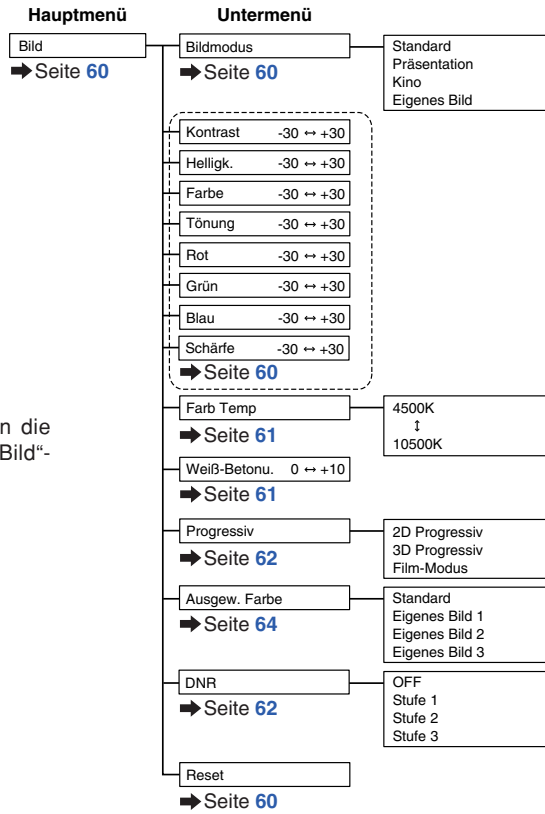 Hauptmenü Untermenü
Bild
➡Seite 60
Bildmodus
➡Seite 60
Standard
Präsentation
Kino
Eigenes Bild
Kontrast -30 ↔ +30
Helligk. -30 ↔ +30
Farbe -30 ↔ +30
Tönung -30 ↔ +30
Rot -30 ↔ +30
Grün -30 ↔ +30
Blau -30 ↔ +30
Schärfe -30 ↔ +30
➡Seite 60
n die
Bild“-
Farb Temp
➡Seite 61
4500K
↕
10500K
Weiß-Betonu. 0 ↔ +10
➡Seite 61
Progressiv
➡Seite 62
2D Progressiv
3D Progressiv
Film-Modus
Ausgew. Farbe
➡Seite 64
Standard
Eigenes Bild 1
Eigenes Bild 2
Eigenes Bild 3
DNR
➡Seite 62
OFF
Stufe 1
Stufe 2
Stufe 3
Reset
➡Seite 60